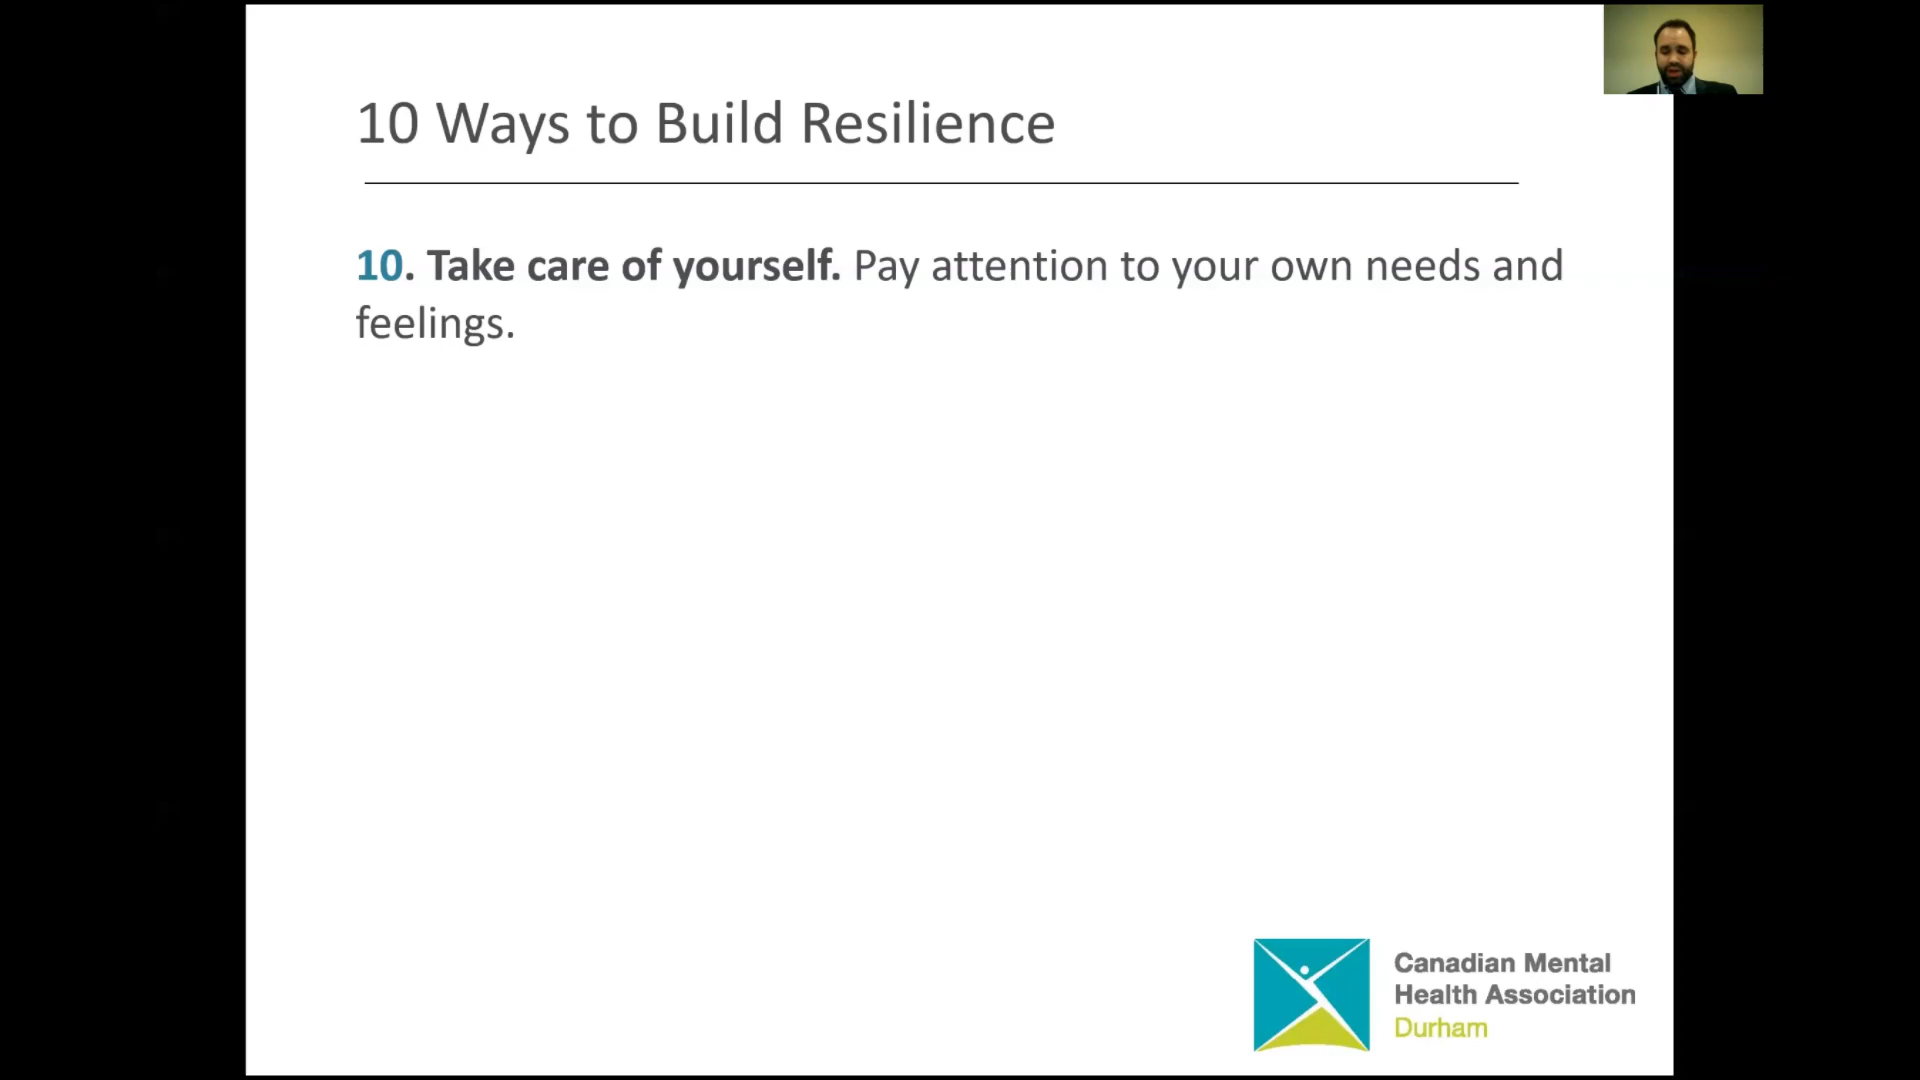 10 Ways to Build Resilience
10. Take care of yourself. Pay attention to your own needs and
feelings.
Canadian Mental
Health Association
Durham